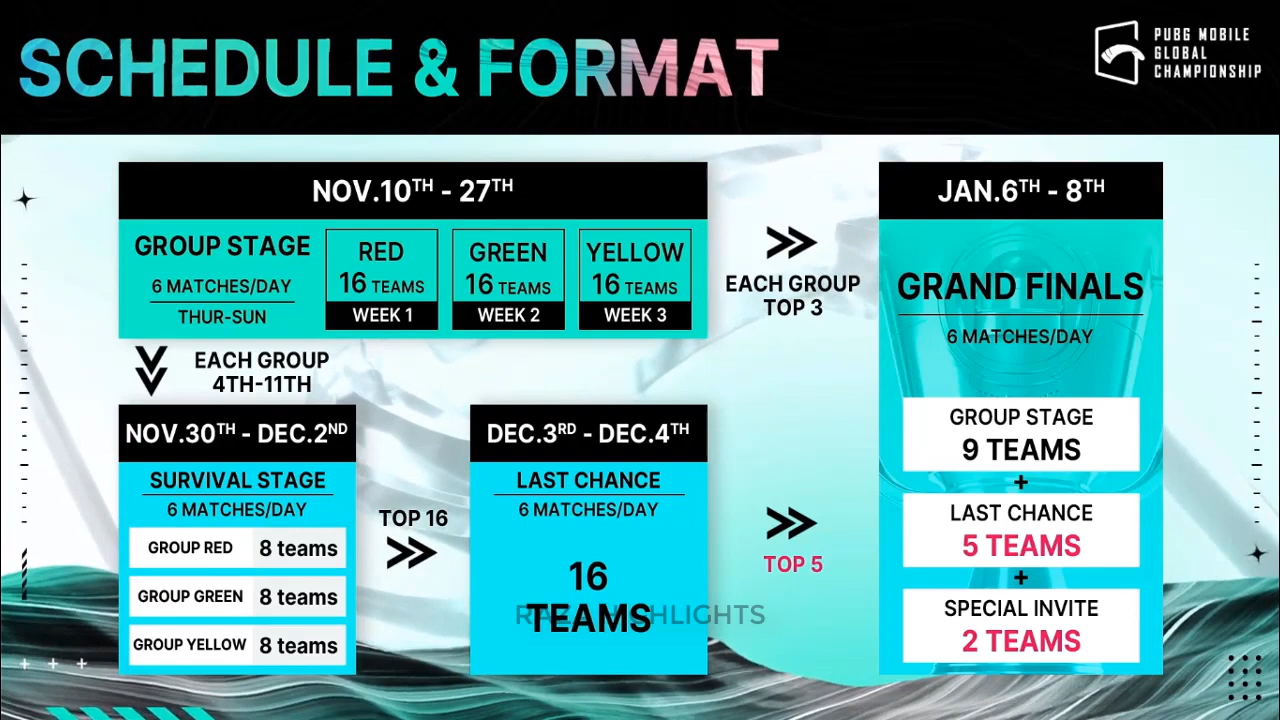 SCHEDULE & FORMAT
PUBG MOBILE
GLOBAL
CHAMPIONSHIP
NOV.10TH - 27TH
GROUP STAGE
6 MATCHES/DAY
THUR-SUN
RED
16 TEAMS
WEEK 1
GREEN
16 TEAMS
WEEK 2
YELLOW
16 TEAMS
WEEK 3
EACH GROUP
TOP 3
EACH GROUP
4TH-11TH
NOV.30TH - DEC.2ND
SURVIVAL STAGE
6 MATCHES/DAY
GROUP RED 8 teams
GROUP GREEN 8 teams
GROUP YELLOW 8 teams
TOP 16
DEC.3RD - DEC.4TH
LAST CHANCE
6 MATCHES/DAY
16
TEAMS
TOP 5
JAN.6TH - 8TH
GRAND FINALS
6 MATCHES/DAY
GROUP STAGE
9 TEAMS
+
LAST CHANCE
5 TEAMS
+
SPECIAL INVITE
2 TEAMS